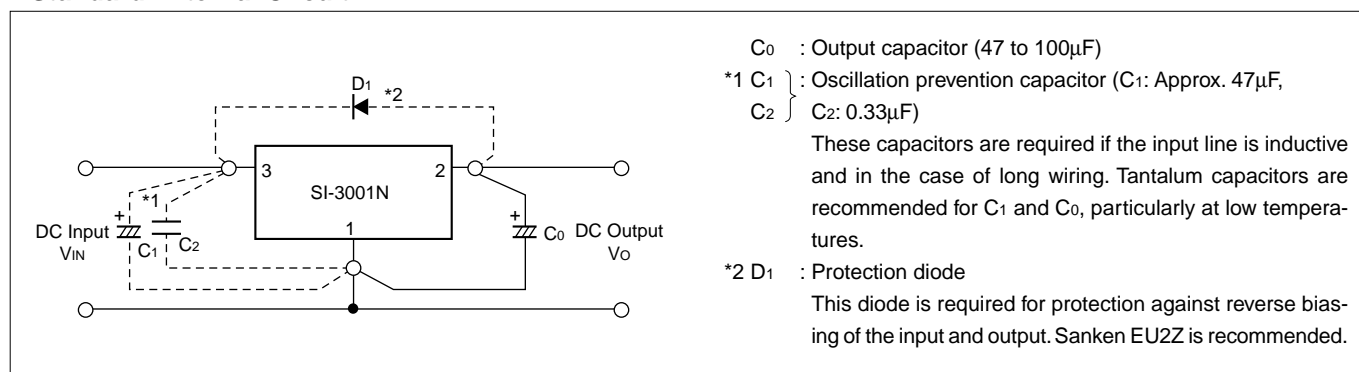 D1
*2
3
2
SI-3001N
1
*1
+
DC Input
VIN
C1
C2
+
C0
DC Output
VO
C0 : Output capacitor (47 to 100µF)
*1 C1 : Oscillation prevention capacitor (C1: Approx. 47µF,
C2 C2: 0.33µF)
These capacitors are required if the input line is inductive
and in the case of long wiring. Tantalum capacitors are
recommended for C1 and C0, particularly at low tempera-
tures.
*2 D1 : Protection diode
This diode is required for protection against reverse bias-
ing of the input and output. Sanken EU2Z is recommended.